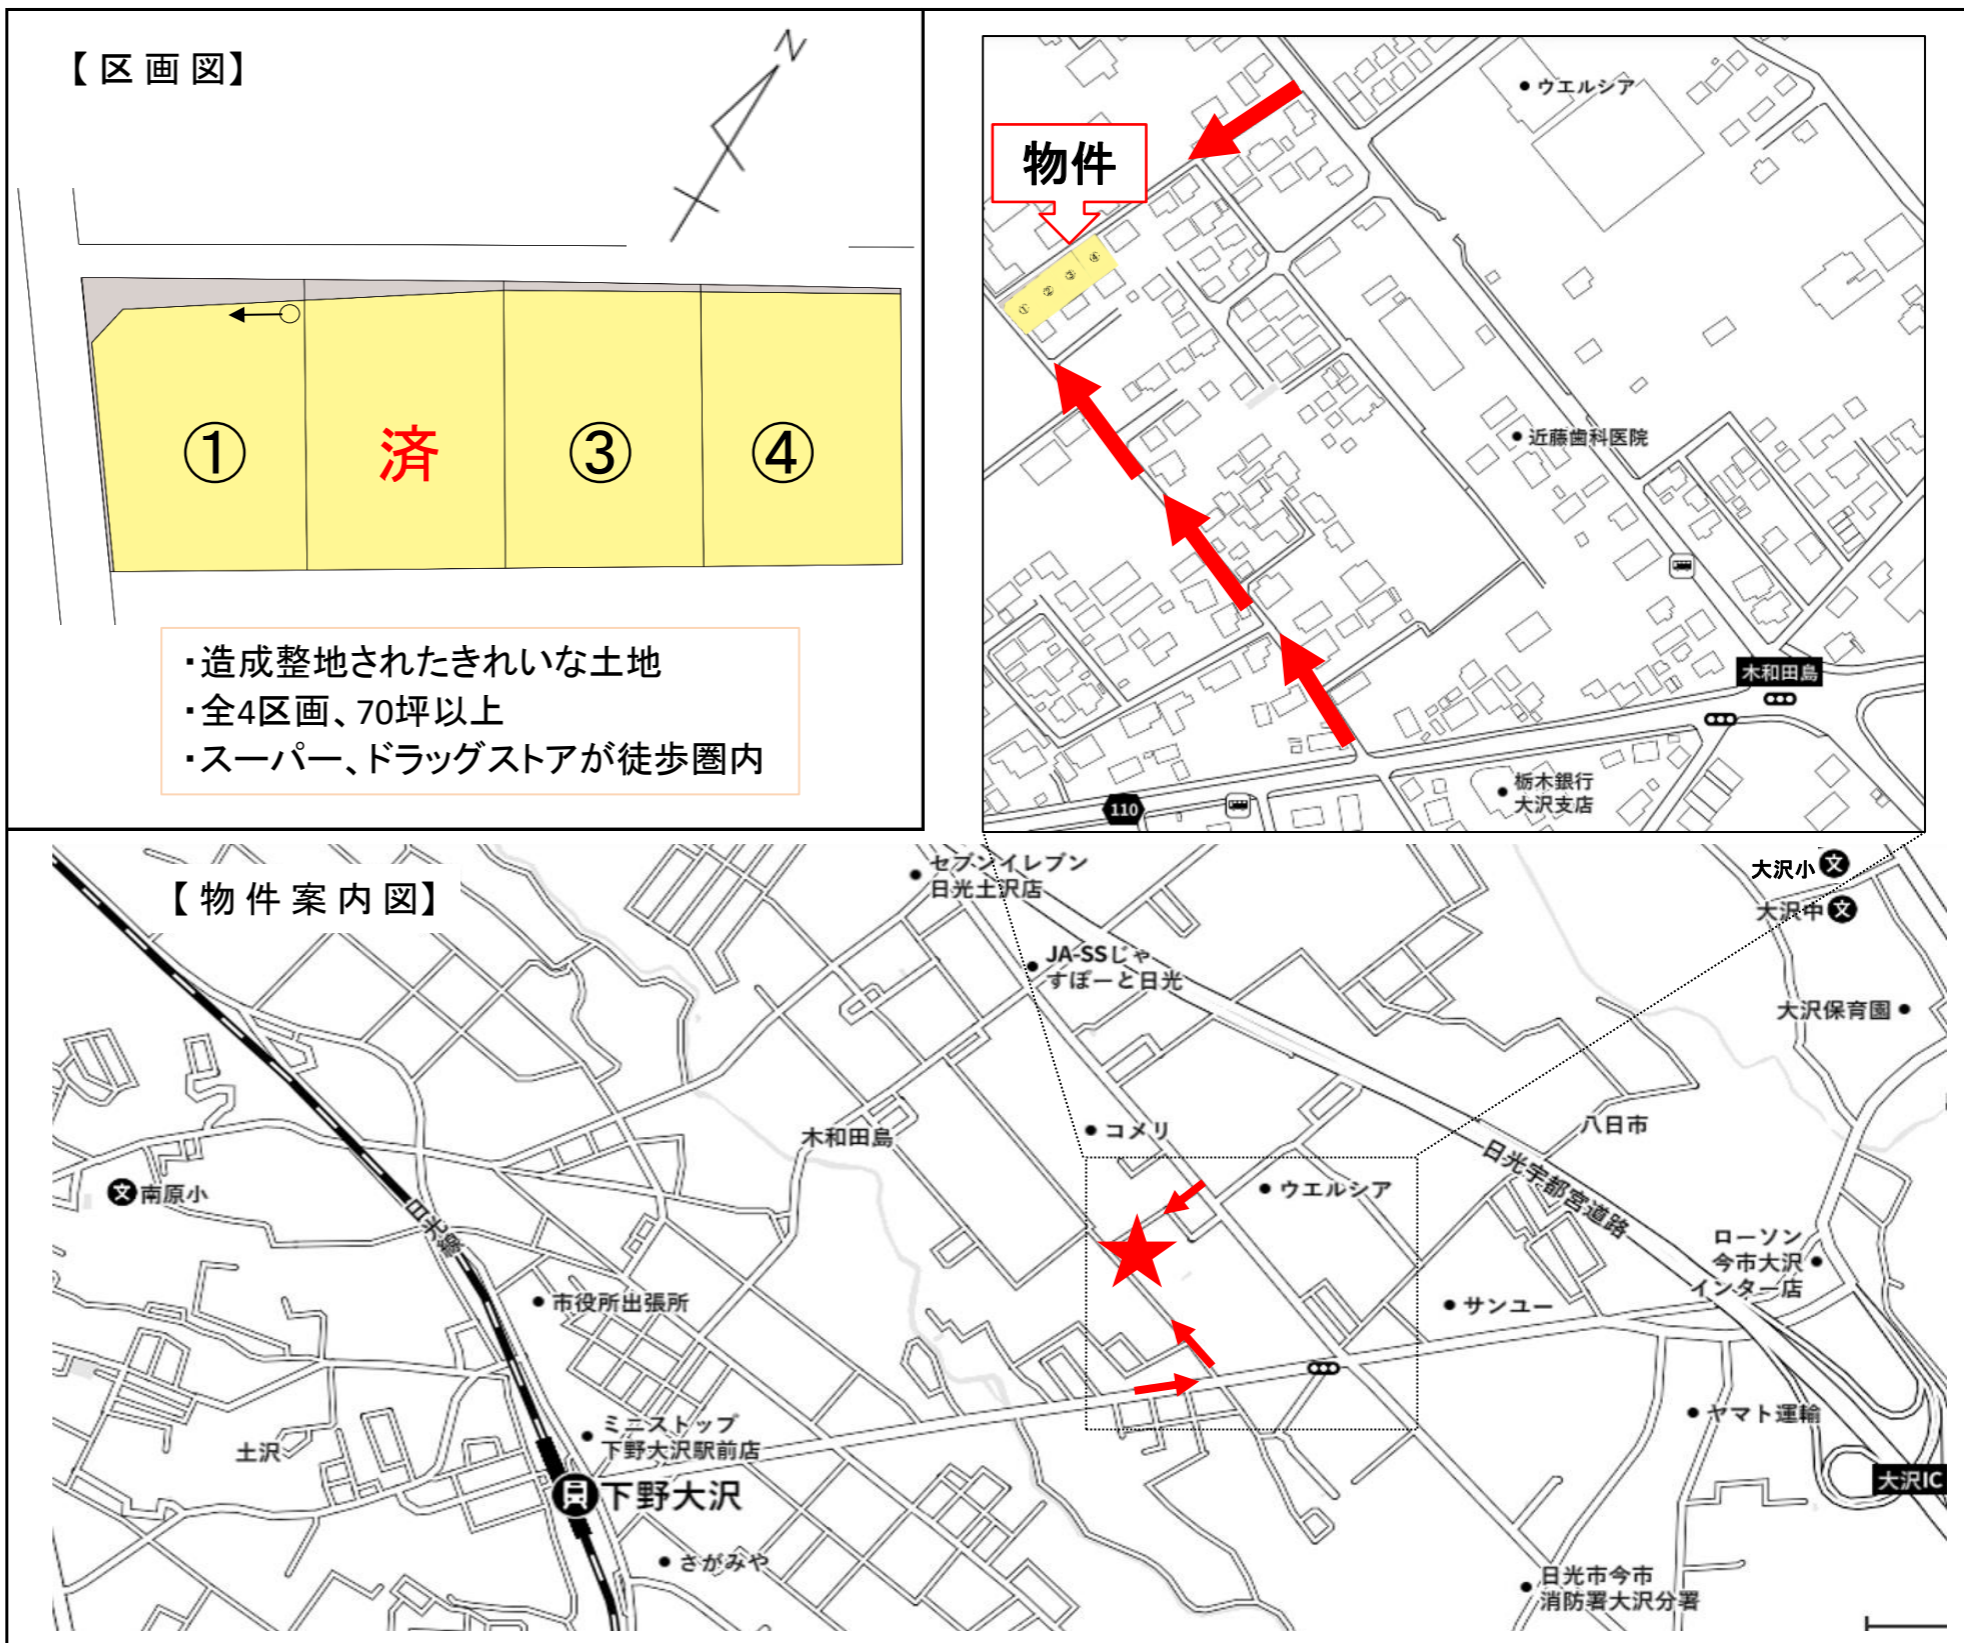 【区画図】
N
①
済
③
④
・造成整地されたきれいな土地
・全4区画、70坪以上
・スーパー、ドラッグストアが徒歩圏内
ウエルシア
物件
①
②
③
④
近藤歯科医院
木和田島
栃木銀行
大沢支店
110
【物件案内図】
セブンイレブン
日光土沢店
大沢小
文
大沢中
文
JA-SSじゃ
すぽーと日光
大沢保育園
コメリ
八日市
木和田島
日光宇都宮道路
文
南原小
日光線
ウエルシア
ローソン
今市大沢
インター店
市役所出張所
サンユー
ミニストップ
下野大沢駅前店
ヤマト運輸
土沢
下野大沢
大沢IC
さがみや
日光市今市
消防署大沢分署